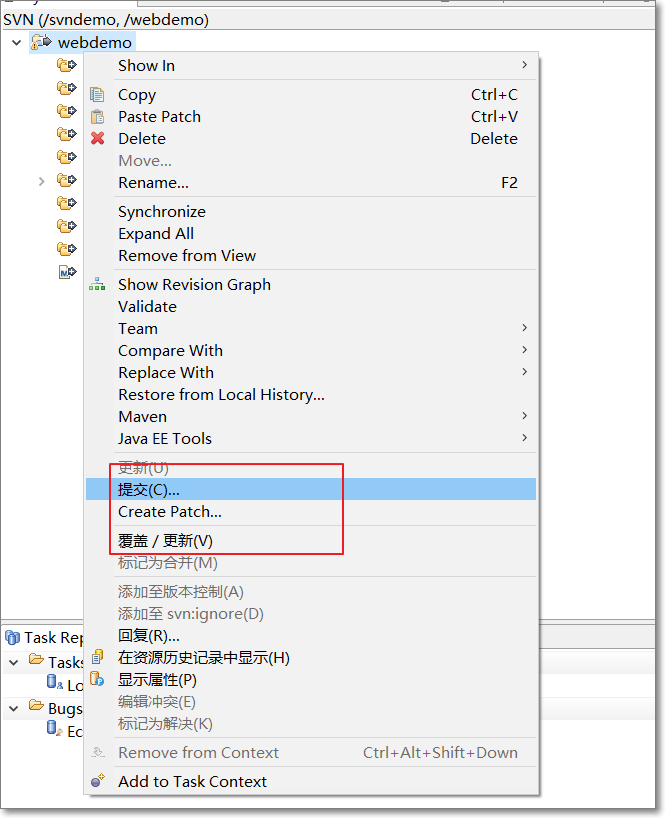 SVN (/svndemo, /webdemo)
webdemo
Show In
Copy Ctrl+C
Paste Patch Ctrl+V
Delete Delete
Move...
Rename... F2
Synchronize
Expand All
Remove from View
Show Revision Graph
Validate
Team
Compare With
Replace With
Restore from Local History...
Maven
Java EE Tools
更新(U)
提交(C)...
Create Patch...
覆盖 / 更新(V)
标记为合并(M)
添加至版本控制(A)
添加至 svn:ignore(D)
回复(R)...
Task Rep
在资源历史记录中显示(H)
Tasks
显示属性(P)
Lo
编辑冲突(E)
Bugs
标记为解决(K)
Ec
Remove from Context Ctrl+Alt+Shift+Down
Add to Task Context